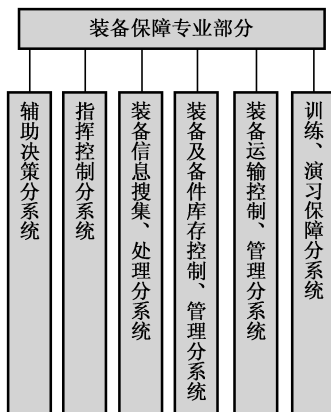 装备保障专业部分
辅助决策分系统
指挥控制分系统
装备信息搜集、处理分系统
装备及备件库存控制、管理分系统
装备运输控制、管理分系统
训练、演习保障分系统